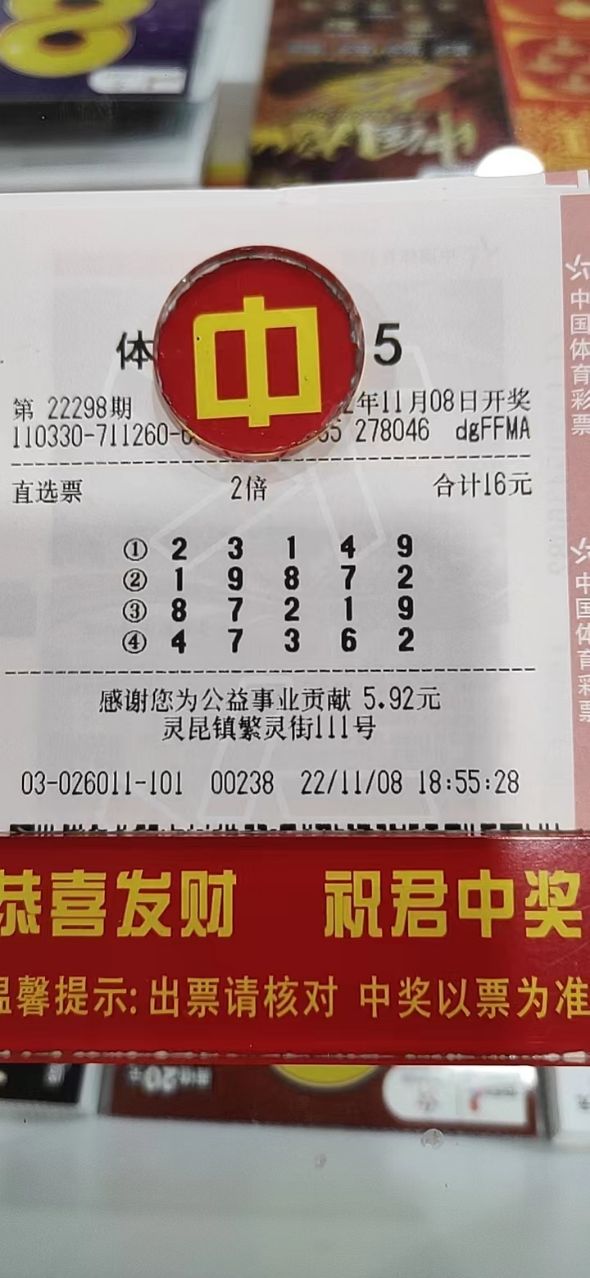 体 中 5
第 22298期 2年11月08日开奖
110330-711260-0 35 278046 dgFFMA
直选票 2倍 合计16元
① 2 3 1 4 9
② 1 9 8 7 2
③ 8 7 2 1 9
④ 4 7 3 6 2
感谢您为公益事业贡献 5.92元
灵昆镇繁灵街111号
03-026011-101 00238 22/11/08 18:55:28
恭喜发财 祝君中奖
温馨提示:出票请核对 中奖以票为准
中国体育彩票
中国体育彩票